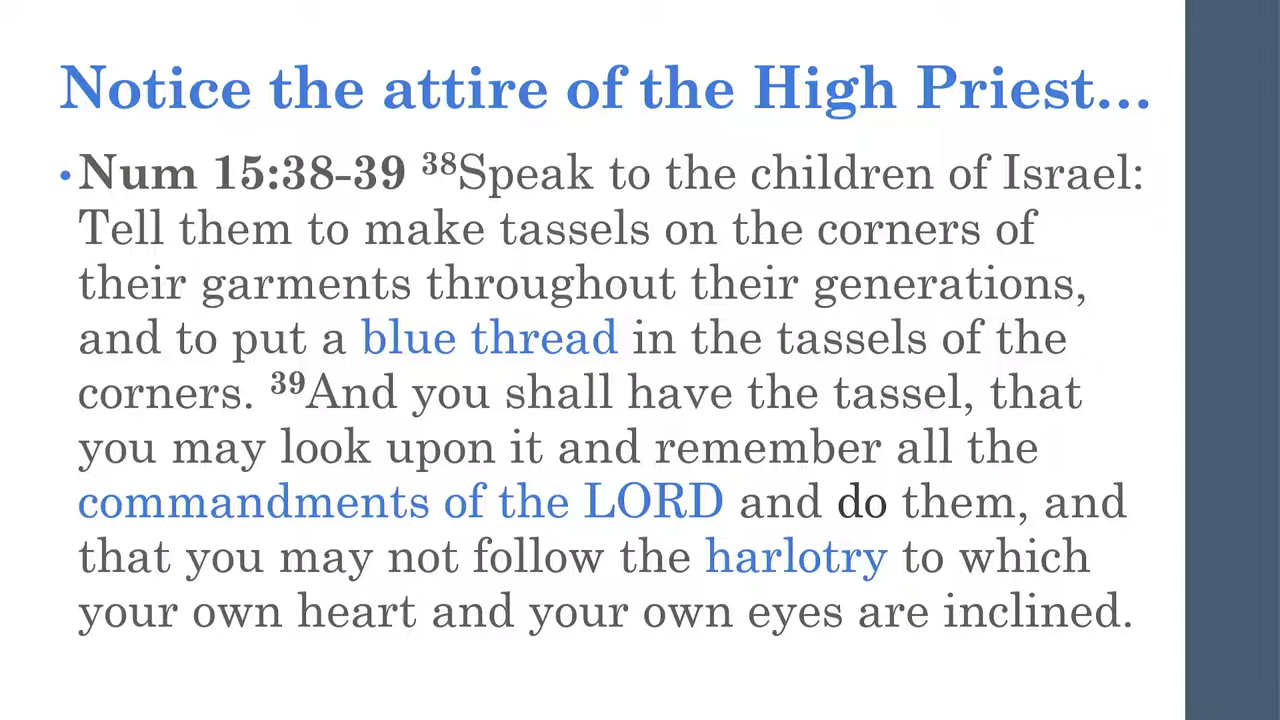 Notice the attire of the High Priest...
• Num 15:38-39 ³⁸Speak to the children of Israel:
Tell them to make tassels on the corners of
their garments throughout their generations,
and to put a blue thread in the tassels of the
corners. ³⁹And you shall have the tassel, that
you may look upon it and remember all the
commandments of the LORD and do them, and
that you may not follow the harlotry to which
your own heart and your own eyes are inclined.